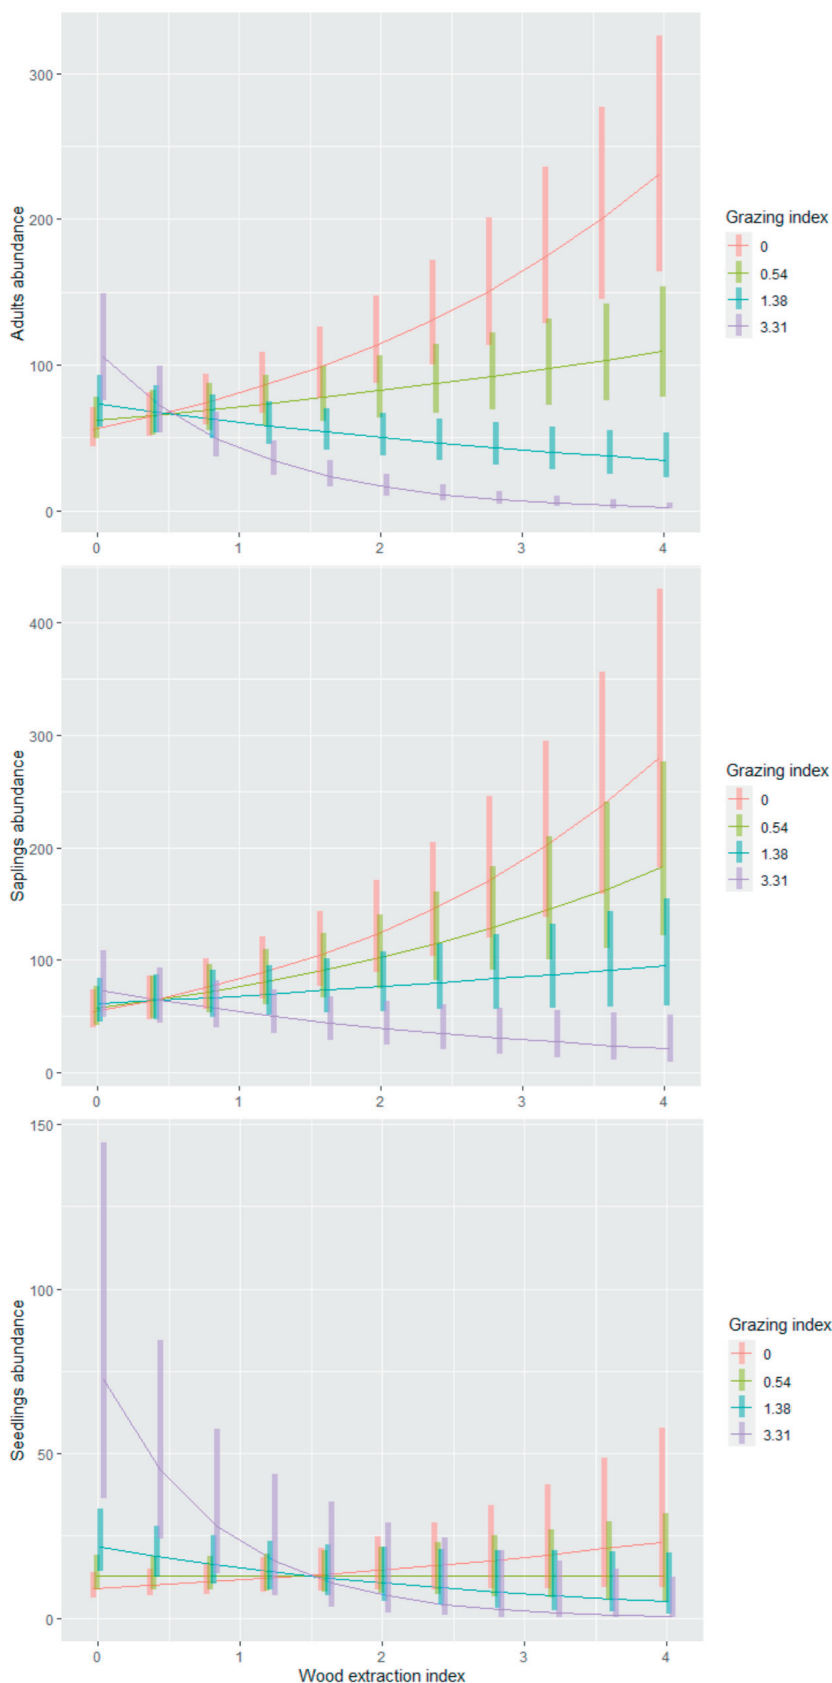 Adults abundance
300
200
100
0
0 1 2 3 4
Grazing index
0
0.54
1.38
3.31
Saplings abundance
400
300
200
100
0
0 1 2 3 4
Grazing index
0
0.54
1.38
3.31
Seedlings abundance
150
100
50
0
0 1 2 3 4
Wood extraction index
Grazing index
0
0.54
1.38
3.31